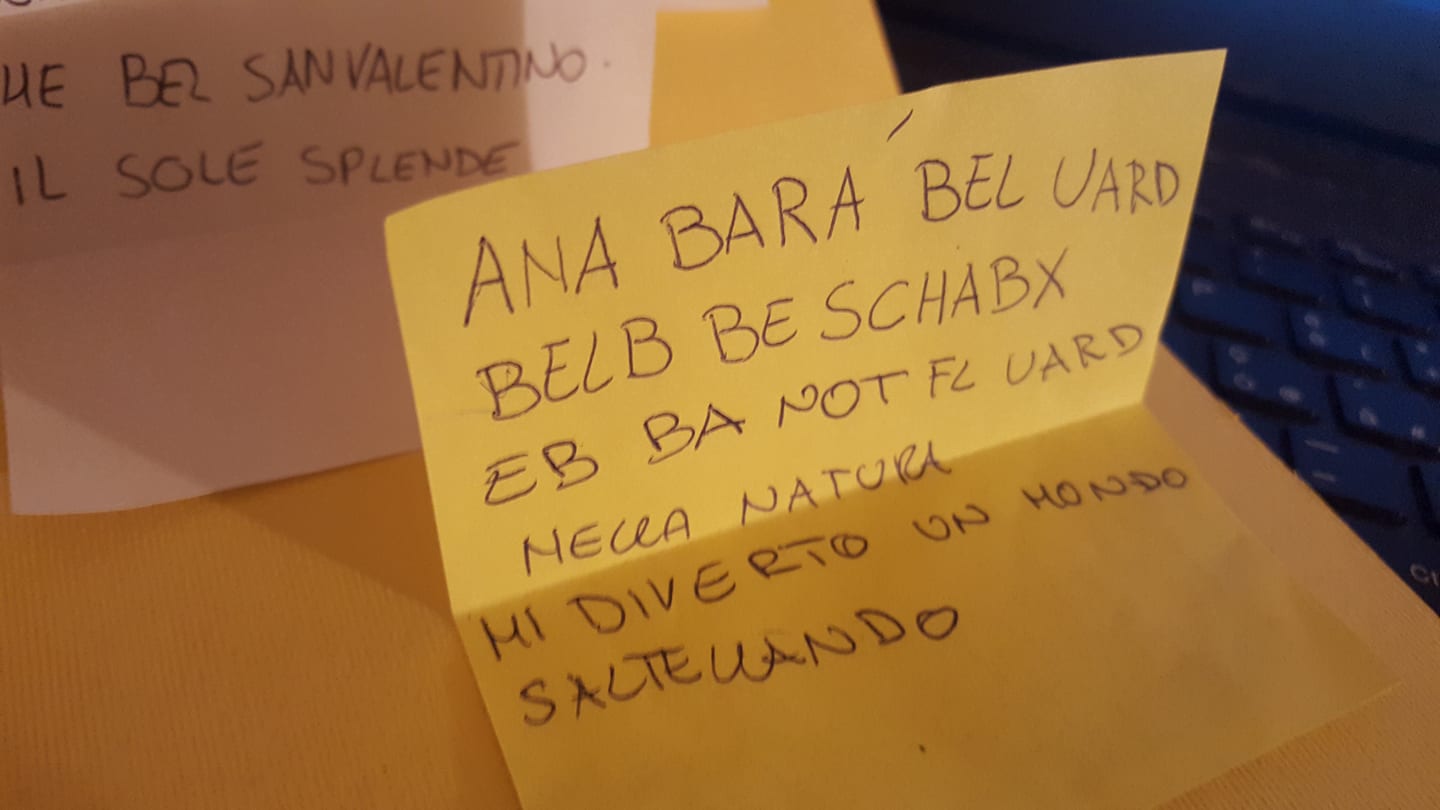 HE BEL SAN VALENTINO.
IL SOLE SPLENDE
ANA BARÁ BEL UARD
BELB BE SCHABX
EB BA NOT FL UARD
NELLA NATURA
MI DIVERTO UN MONDO
SALTELLANDO